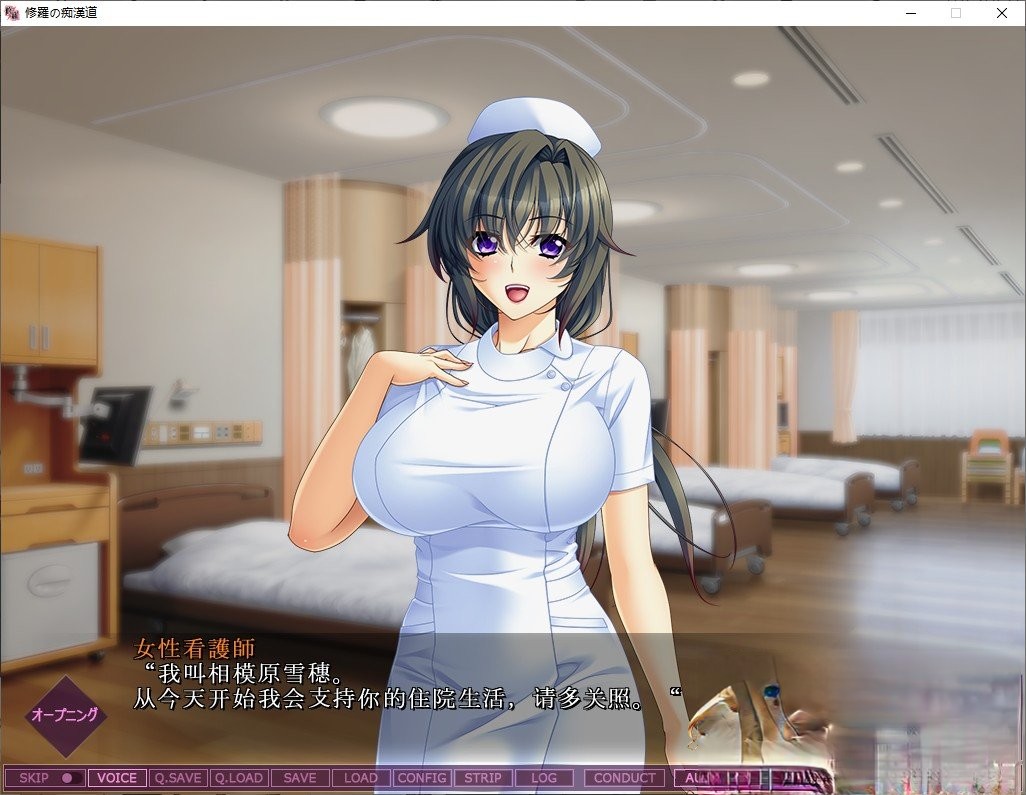 修羅の痴漢道
女性看護師
“我叫相模原雪穗。
从今天开始我会支持你的住院生活，请多关照。“
オープニング
SKIP VOICE Q.SAVE Q.LOAD SAVE LOAD CONFIG STRIP LOG CONDUCT